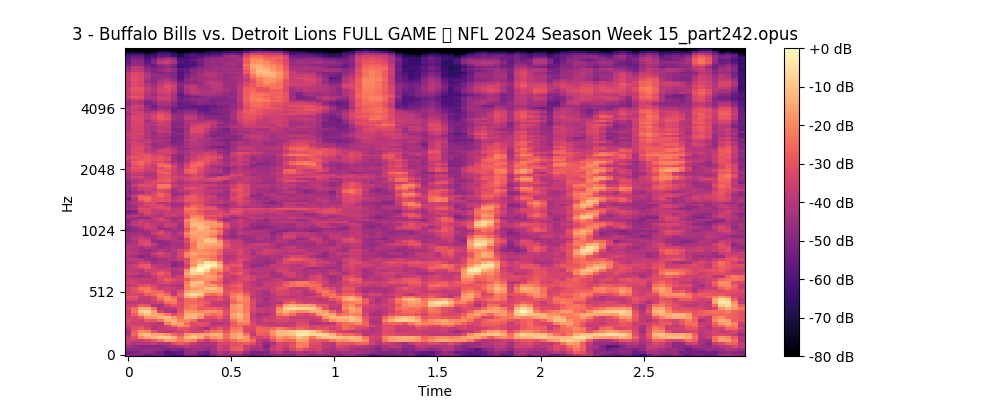 3 - Buffalo Bills vs. Detroit Lions FULL GAME ▯ NFL 2024 Season Week 15_part242.opus
+0 dB
4096
-10 dB
-20 dB
2048
-30 dB
Hz
-40 dB
1024
-50 dB
512
-60 dB
-70 dB
0
-80 dB
0 0.5 1 1.5 2 2.5
Time